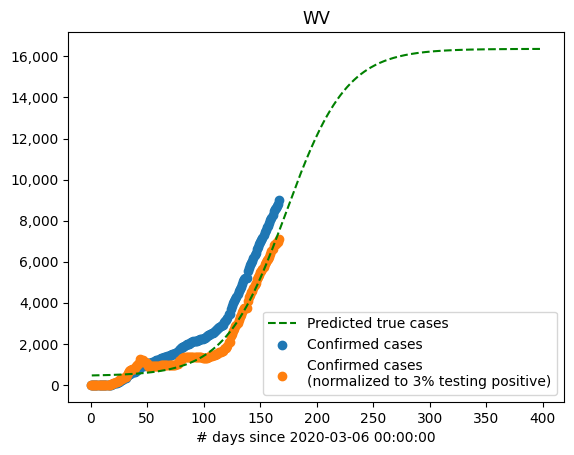 WV
16,000
14,000
12,000
10,000
8,000
6,000
4,000
2,000
0
Predicted true cases
Confirmed cases
Confirmed cases
(normalized to 3% testing positive)
0 50 100 150 200 250 300 350 400
# days since 2020-03-06 00:00:00